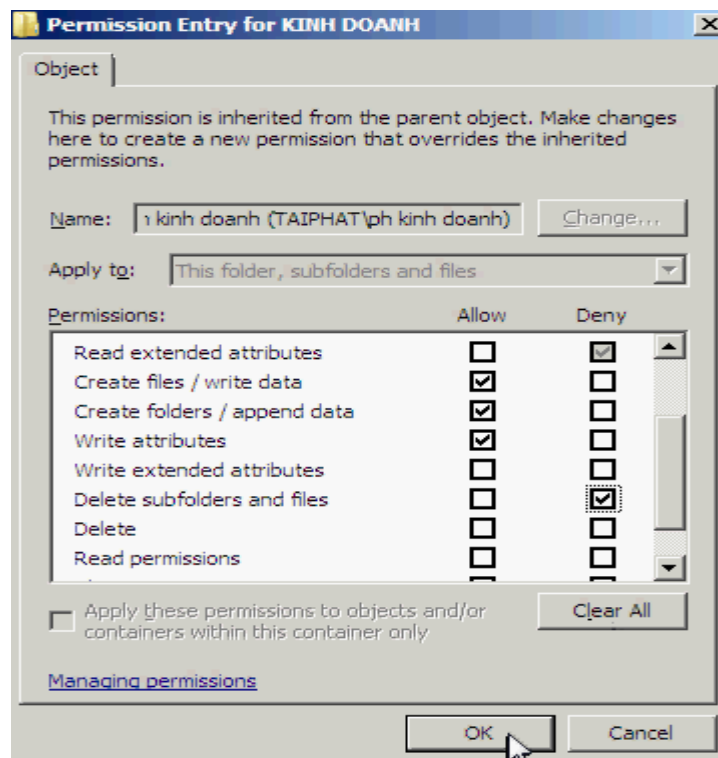 Permission Entry for KINH DOANH
Object
This permission is inherited from the parent object. Make changes
here to create a new permission that overrides the inherited
permissions.
Name: kinh doanh (TAIPHAT\ph kinh doanh) Change...
Apply to: This folder, subfolders and files
Permissions: Allow Deny
Read extended attributes
Create files / write data
Create folders / append data
Write attributes
Write extended attributes
Delete subfolders and files
Delete
Read permissions
Apply these permissions to objects and/or
containers within this container only
Clear All
Managing permissions
OK Cancel